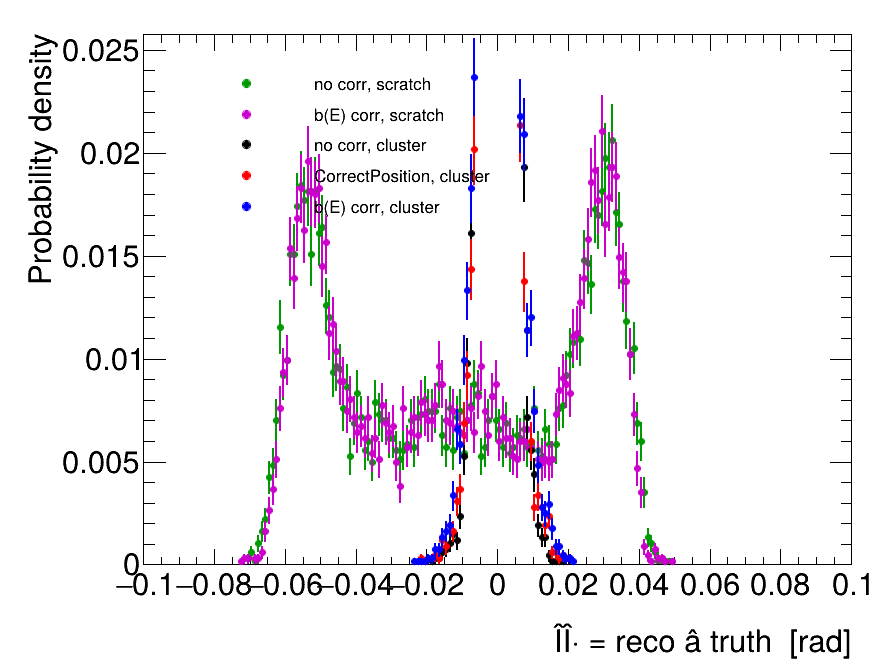 Probability density
0.025
0.02
0.015
0.01
0.005
0
no corr, scratch
b(E) corr, scratch
no corr, cluster
CorrectPosition, cluster
b(E) corr, cluster
−0.1 −0.08 −0.06 −0.04 −0.02 0 0.02 0.04 0.06 0.08 0.1
ÎÎ· = reco â truth [rad]